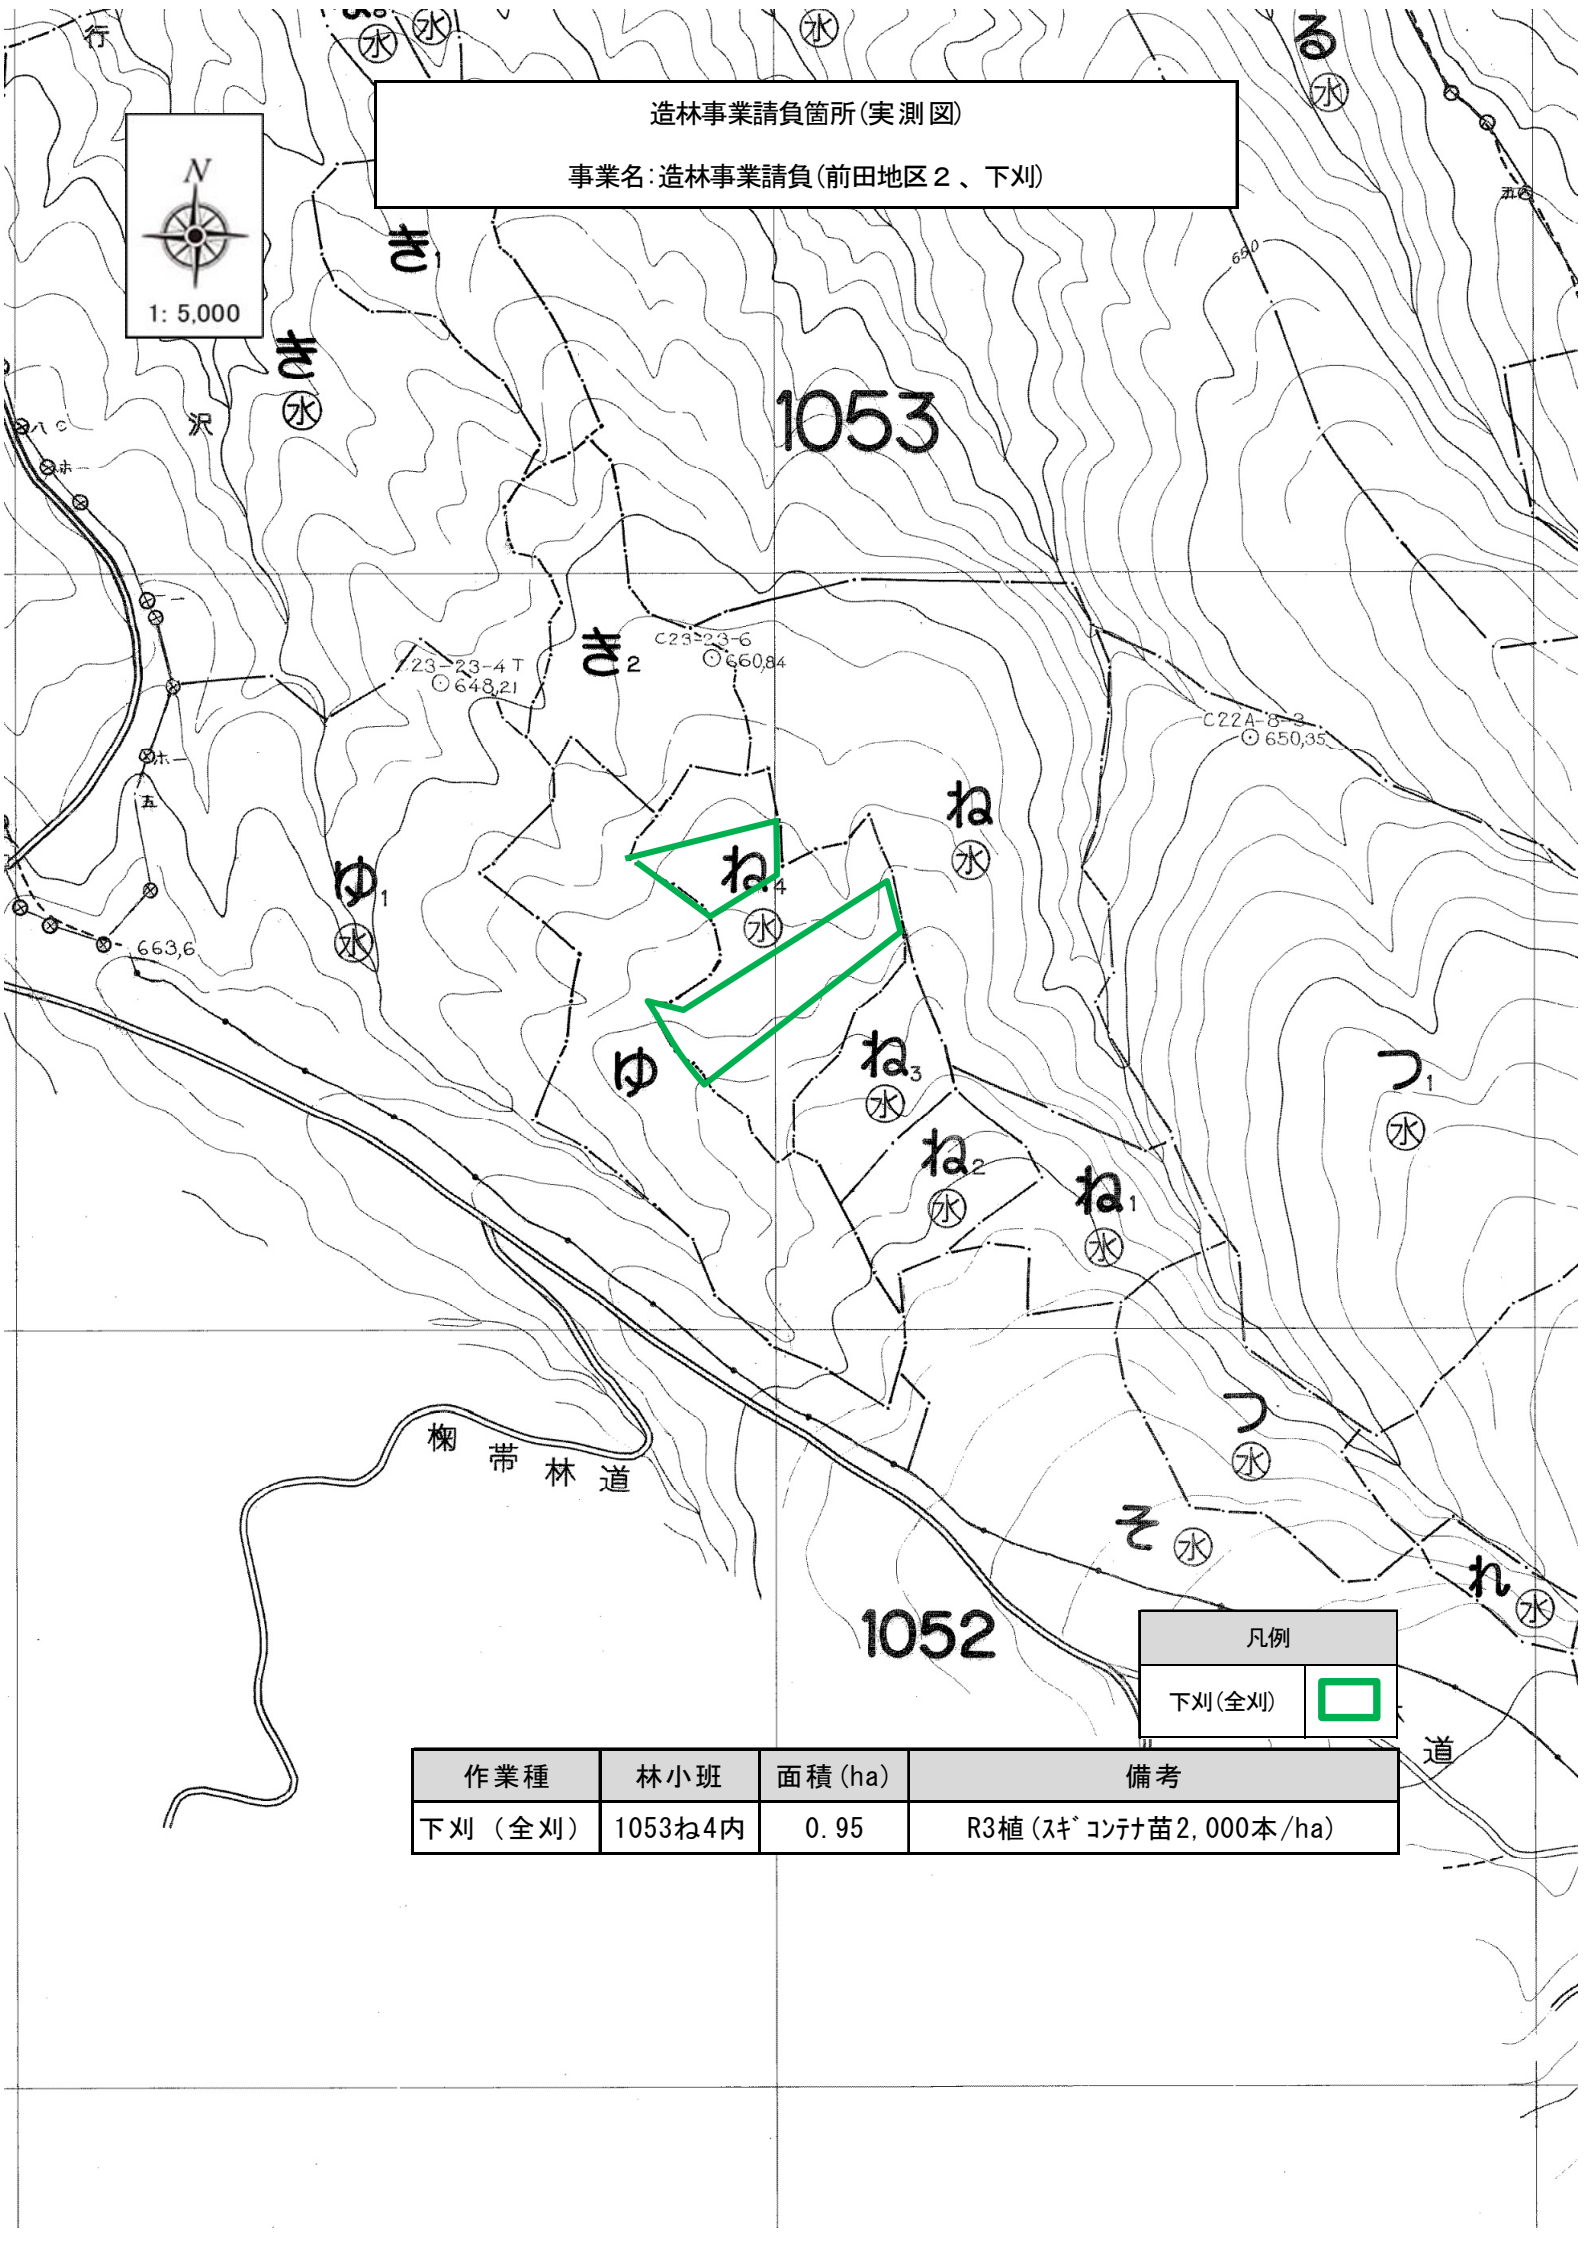 行
水
水
水
る
水
造林事業請負箇所(実測図)
事業名:造林事業請負(前田地区2、下刈)
N
1: 5,000
き
き
水
沢
650
1053
き2
C23-23-6
660,84
23-23-4T
648,21
C22A-8-3
650,35
ホ
ホ一
五
ゆ1
水
663,6
ね4
水
ね
水
ゆ
ね3
水
ね2
水
ね1
水
つ1
水
帯林道
つ
水
そ
水
れ
水
1052
凡例
下刈(全刈)
道
作業種 林小班 面積(ha) 備考
下刈(全刈) 1053ね4内 0.95 R3植(スギコンテナ苗2,000本/ha)